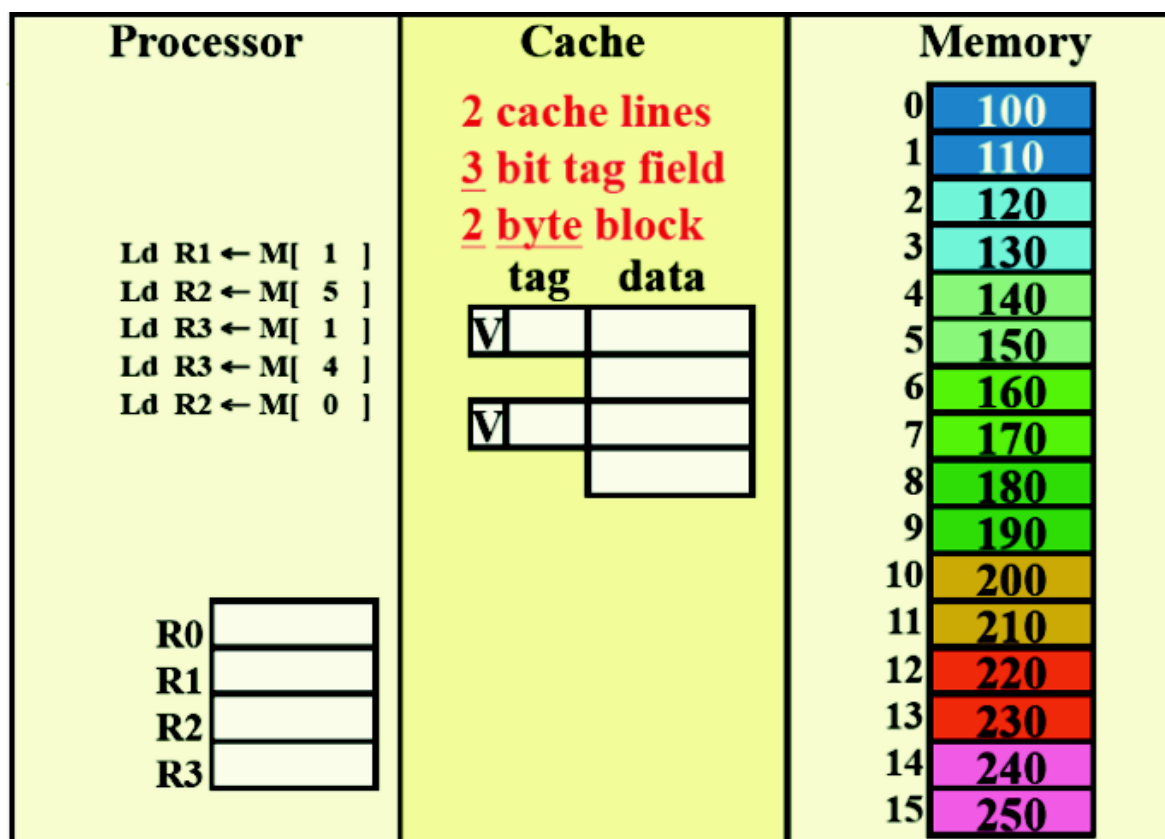 Processor
Ld R1 ← M[ 1 ]
Ld R2 ← M[ 5 ]
Ld R3 ← M[ 1 ]
Ld R3 ← M[ 4 ]
Ld R2 ← M[ 0 ]
R0
R1
R2
R3
Cache
2 cache lines
3 bit tag field
2 byte block
tag data
V
V
Memory
0 100
1 110
2 120
3 130
4 140
5 150
6 160
7 170
8 180
9 190
10 200
11 210
12 220
13 230
14 240
15 250